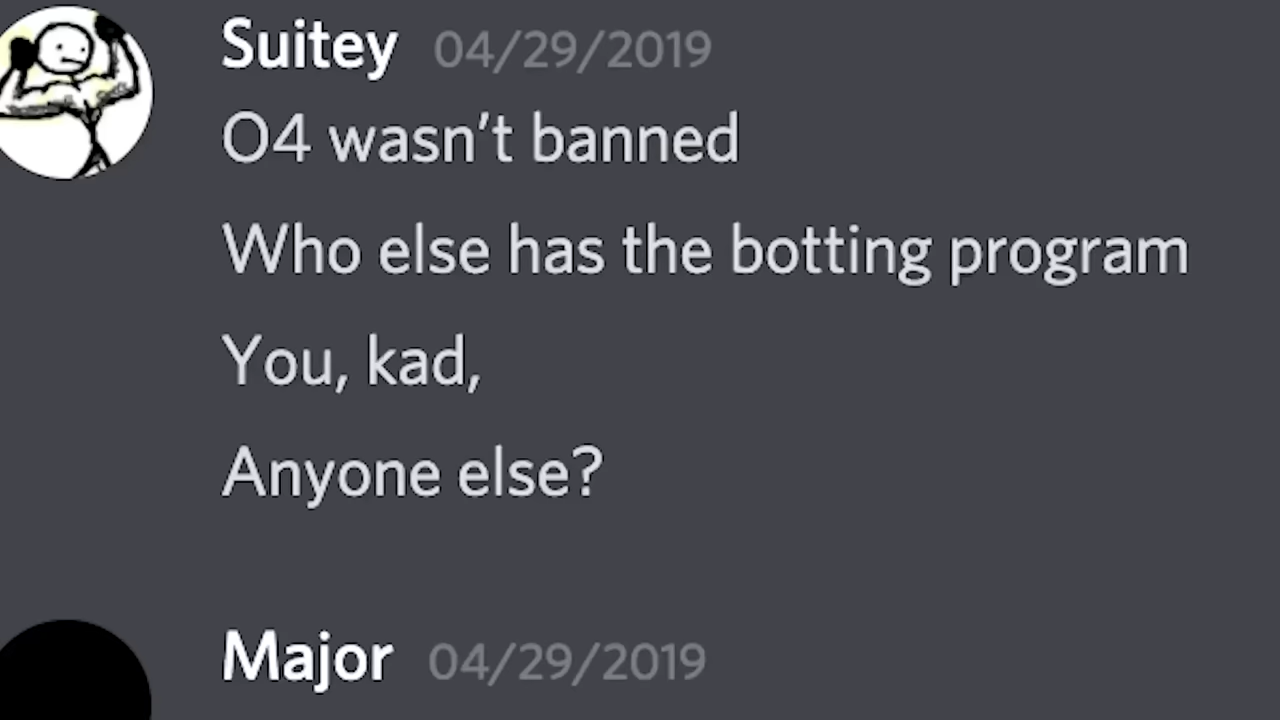 Suitey 04/29/2019
O4 wasn't banned
Who else has the botting program
You, kad,
Anyone else?
Major 04/29/2019